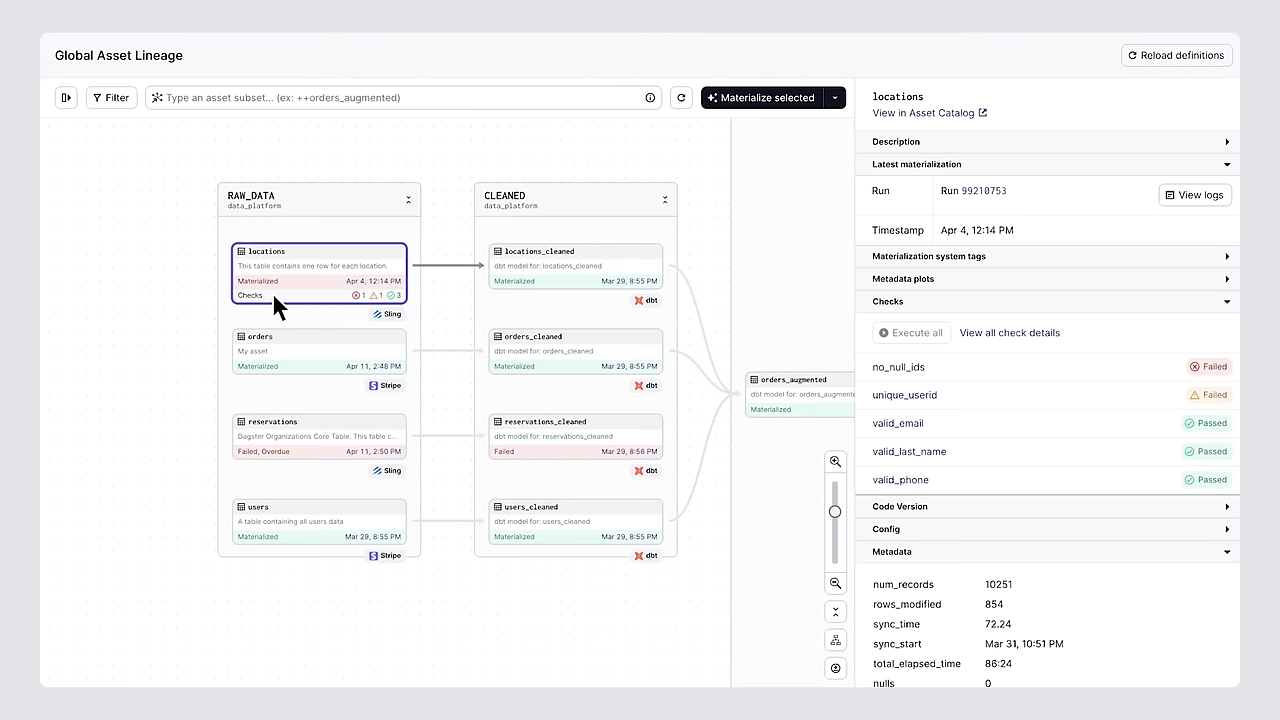 Global Asset Lineage
Reload definitions
Filter
Type an asset subset... (ex: ++orders_augmented)
Materialize selected
RAW_DATA
data_platform
locations
This table contains one row for each location.
Materialized Apr 4, 12:14 PM
Checks 1 1 3
Sling
orders
My asset
Materialized Apr 11, 2:48 PM
Stripe
reservations
Dagster Organizations Core Table. This table c...
Failed, Overdue Apr 11, 2:50 PM
Sling
users
A table containing all users data
Materialized Mar 29, 8:55 PM
Stripe
CLEANED
data_platform
locations_cleaned
dbt model for: locations_cleaned
Materialized Mar 29, 8:55 PM
dbt
orders_cleaned
dbt model for: orders_cleaned
Materialized Mar 29, 8:55 PM
dbt
reservations_cleaned
dbt model for: reservations_cleaned
Failed Mar 29, 8:56 PM
dbt
users_cleaned
dbt model for: users_cleaned
Materialized Mar 29, 8:55 PM
dbt
orders_augmented
dbt model for: orders_augmente
Materialized
locations
View in Asset Catalog
Description
Latest materialization
Run Run 99210753 View logs
Timestamp Apr 4, 12:14 PM
Materialization system tags
Metadata plots
Checks
Execute all View all check details
no_null_ids Failed
unique_userid Failed
valid_email Passed
valid_last_name Passed
valid_phone Passed
Code Version
Config
Metadata
num_records 10251
rows_modified 854
sync_time 72.24
sync_start Mar 31, 10:51 PM
total_elapsed_time 86:24
nulls 0